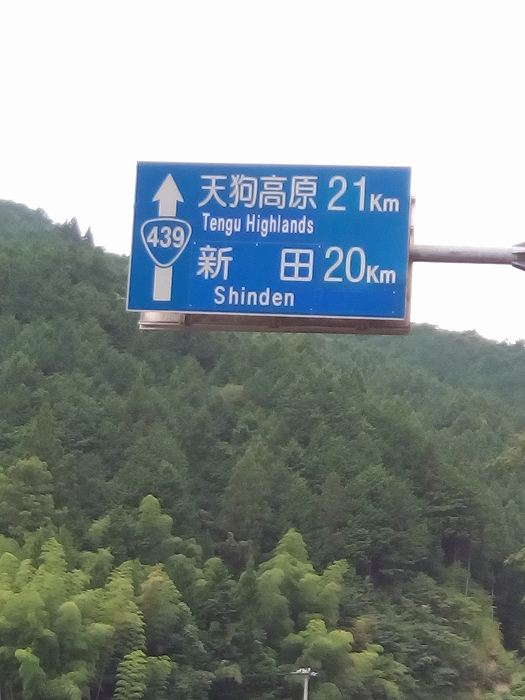 天狗高原 21Km
Tengu Highlands
439
新 田 20Km
Shinden